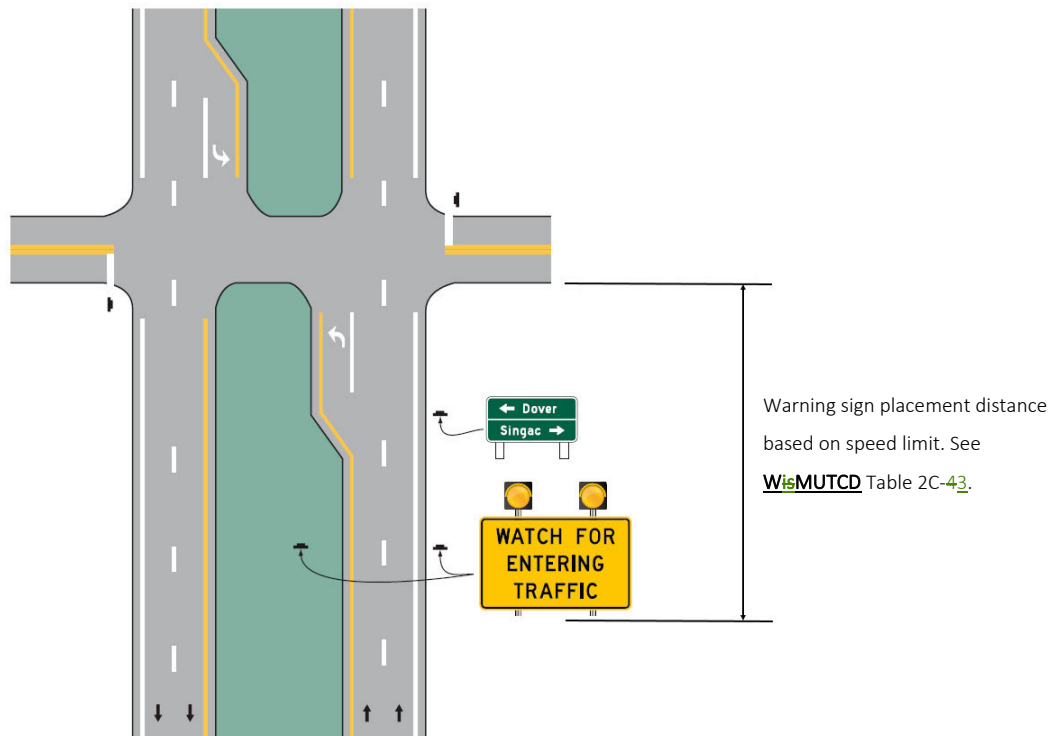 ← Dover
Singac →
WATCH FOR
ENTERING
TRAFFIC
Warning sign placement distance
based on speed limit. See
WisMUTCD Table 2C-43.